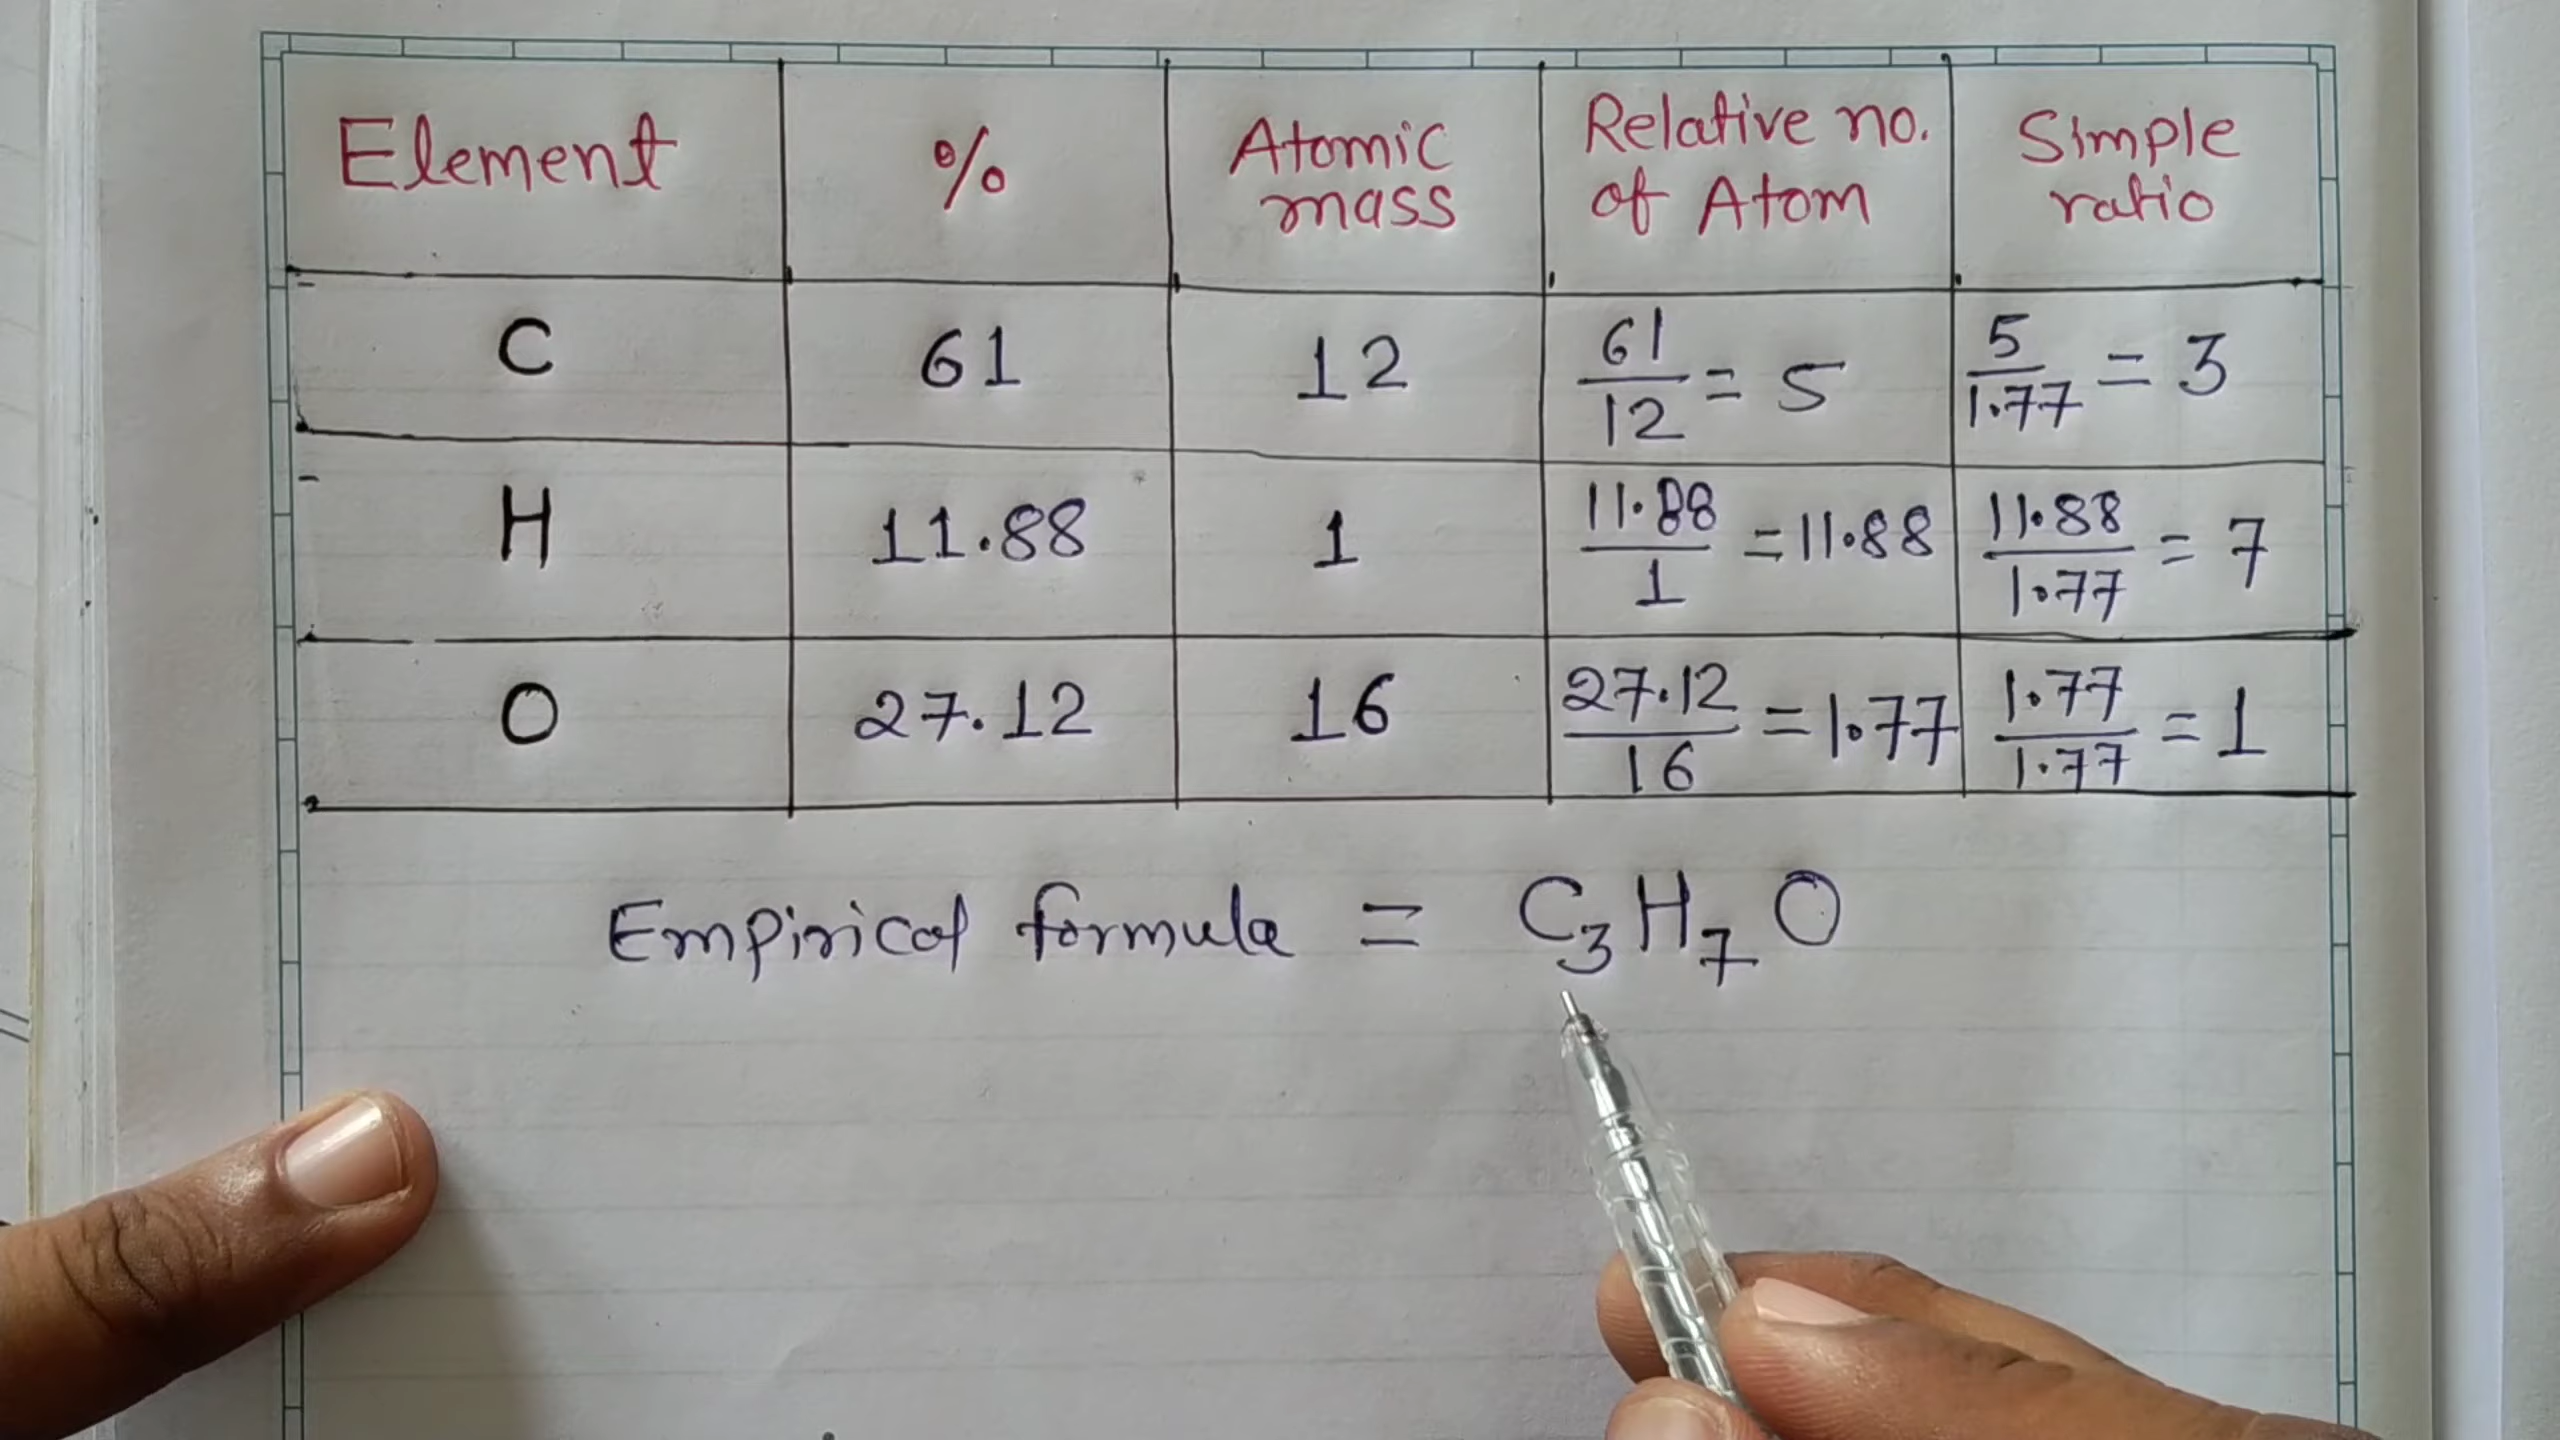 Element % Atomic mass Relative no. of Atom Simple ratio
C 61 12 61/12 = 5 5/1.77 = 3
H 11.88 1 11.88/1 = 11.88 11.88/1.77 = 7
O 27.12 16 27.12/16 = 1.77 1.77/1.77 = 1
Empirical formula = C₃H₇O